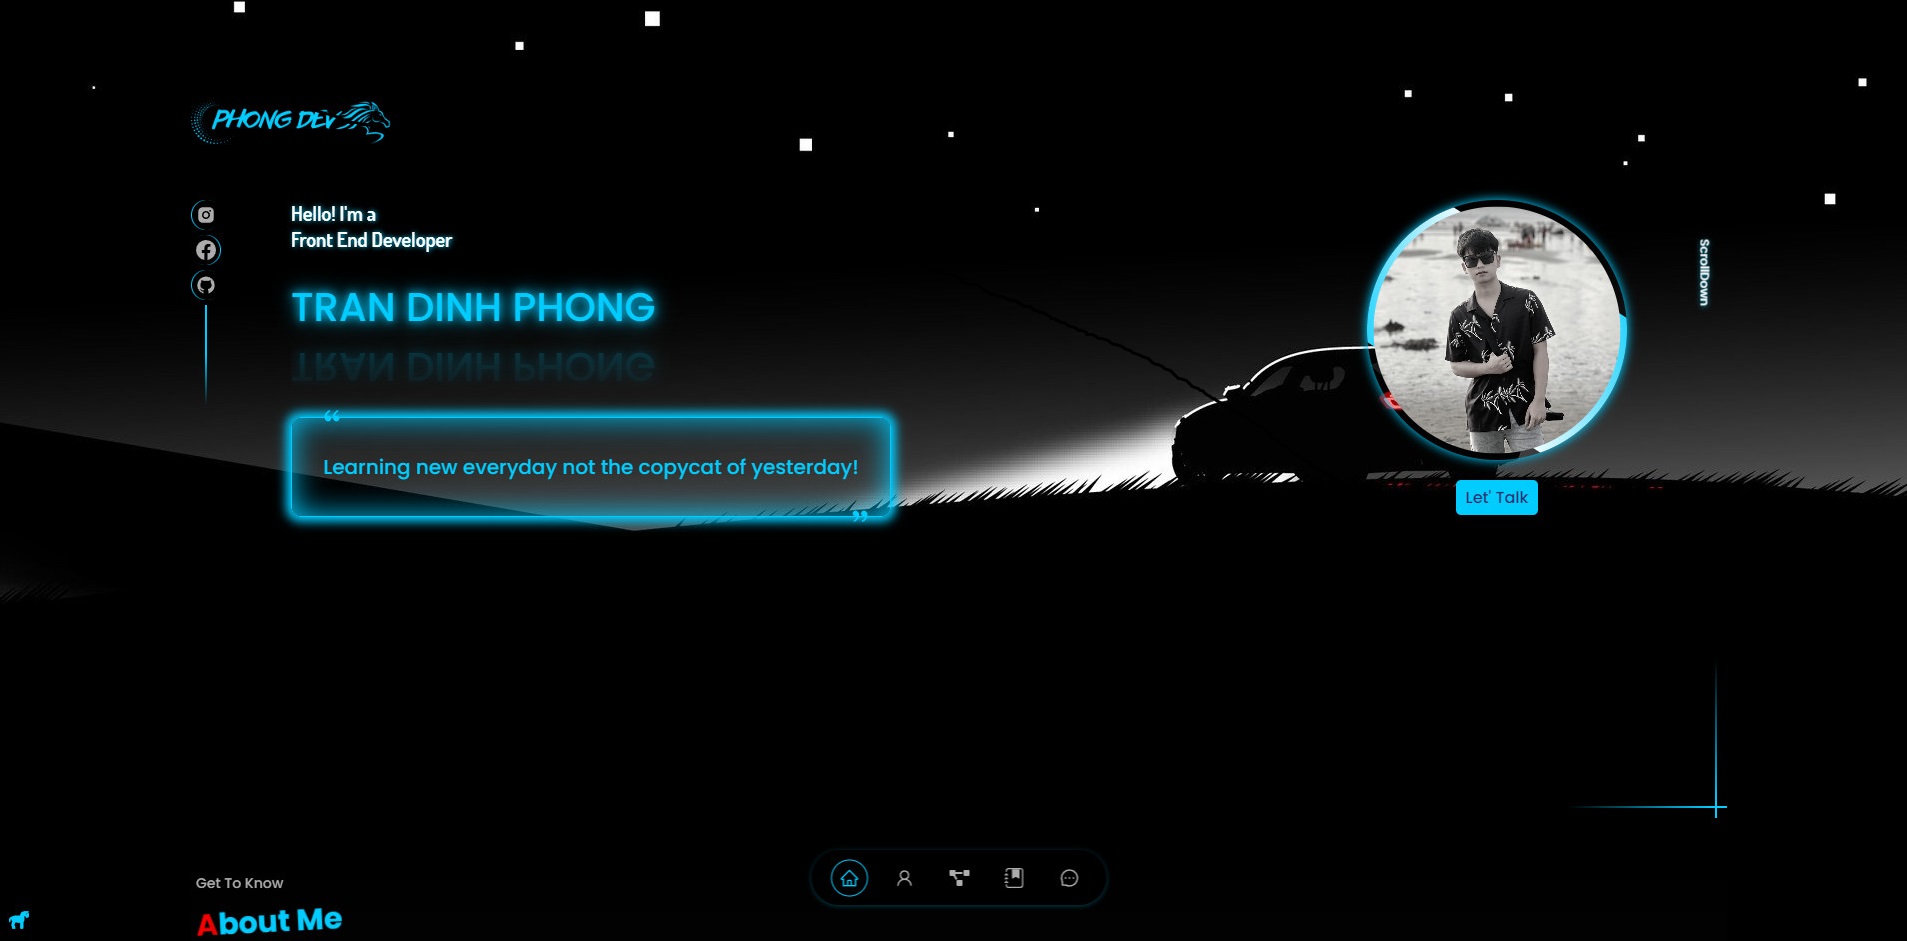 PHONG DEV
Hello! I'm a
Front End Developer
TRAN DINH PHONG
TRAN DINH PHONG
“
Learning new everyday not the copycat of yesterday!
”
ScrollDown
Let' Talk
Get To Know
About Me